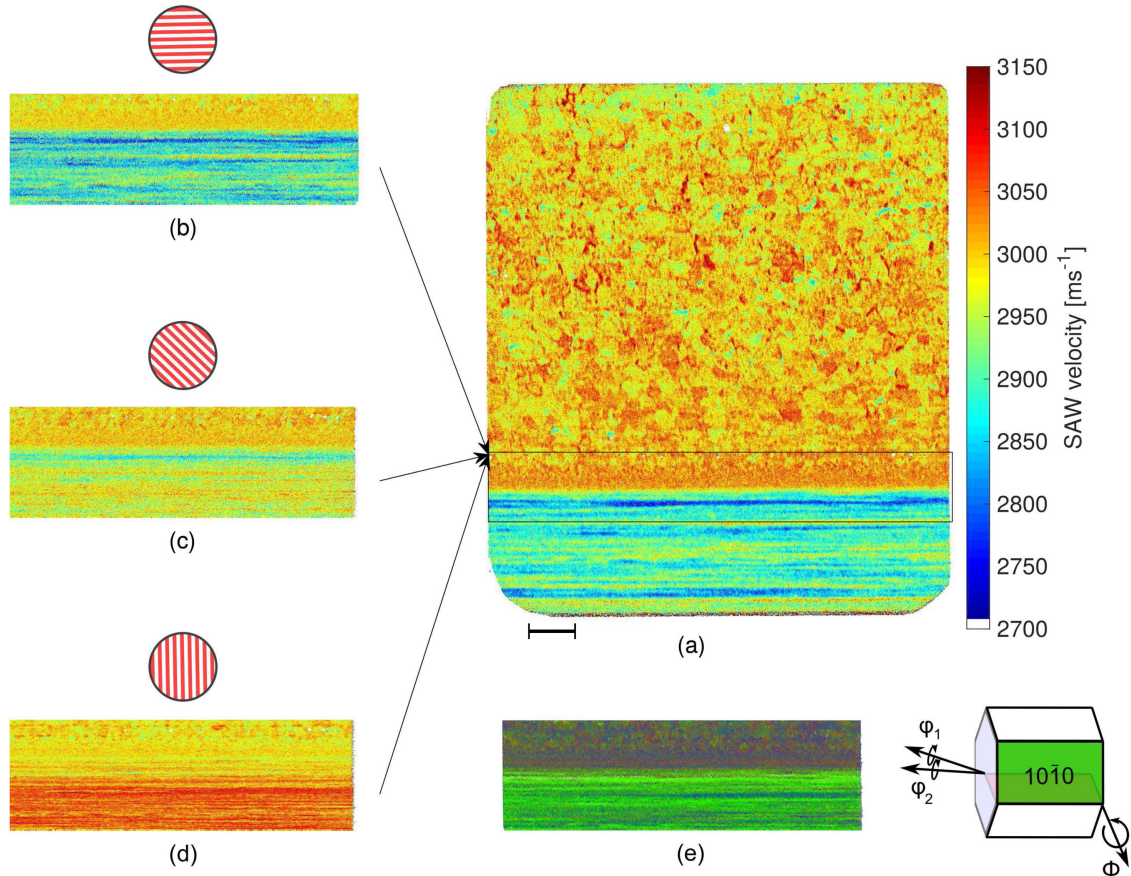 (b)
(c)
(d)
(a)
3150
3100
3050
3000
2950
2900
2850
2800
2750
2700
SAW velocity [ms⁻¹]
(e)
φ₁
φ₂
101̅0
Φ